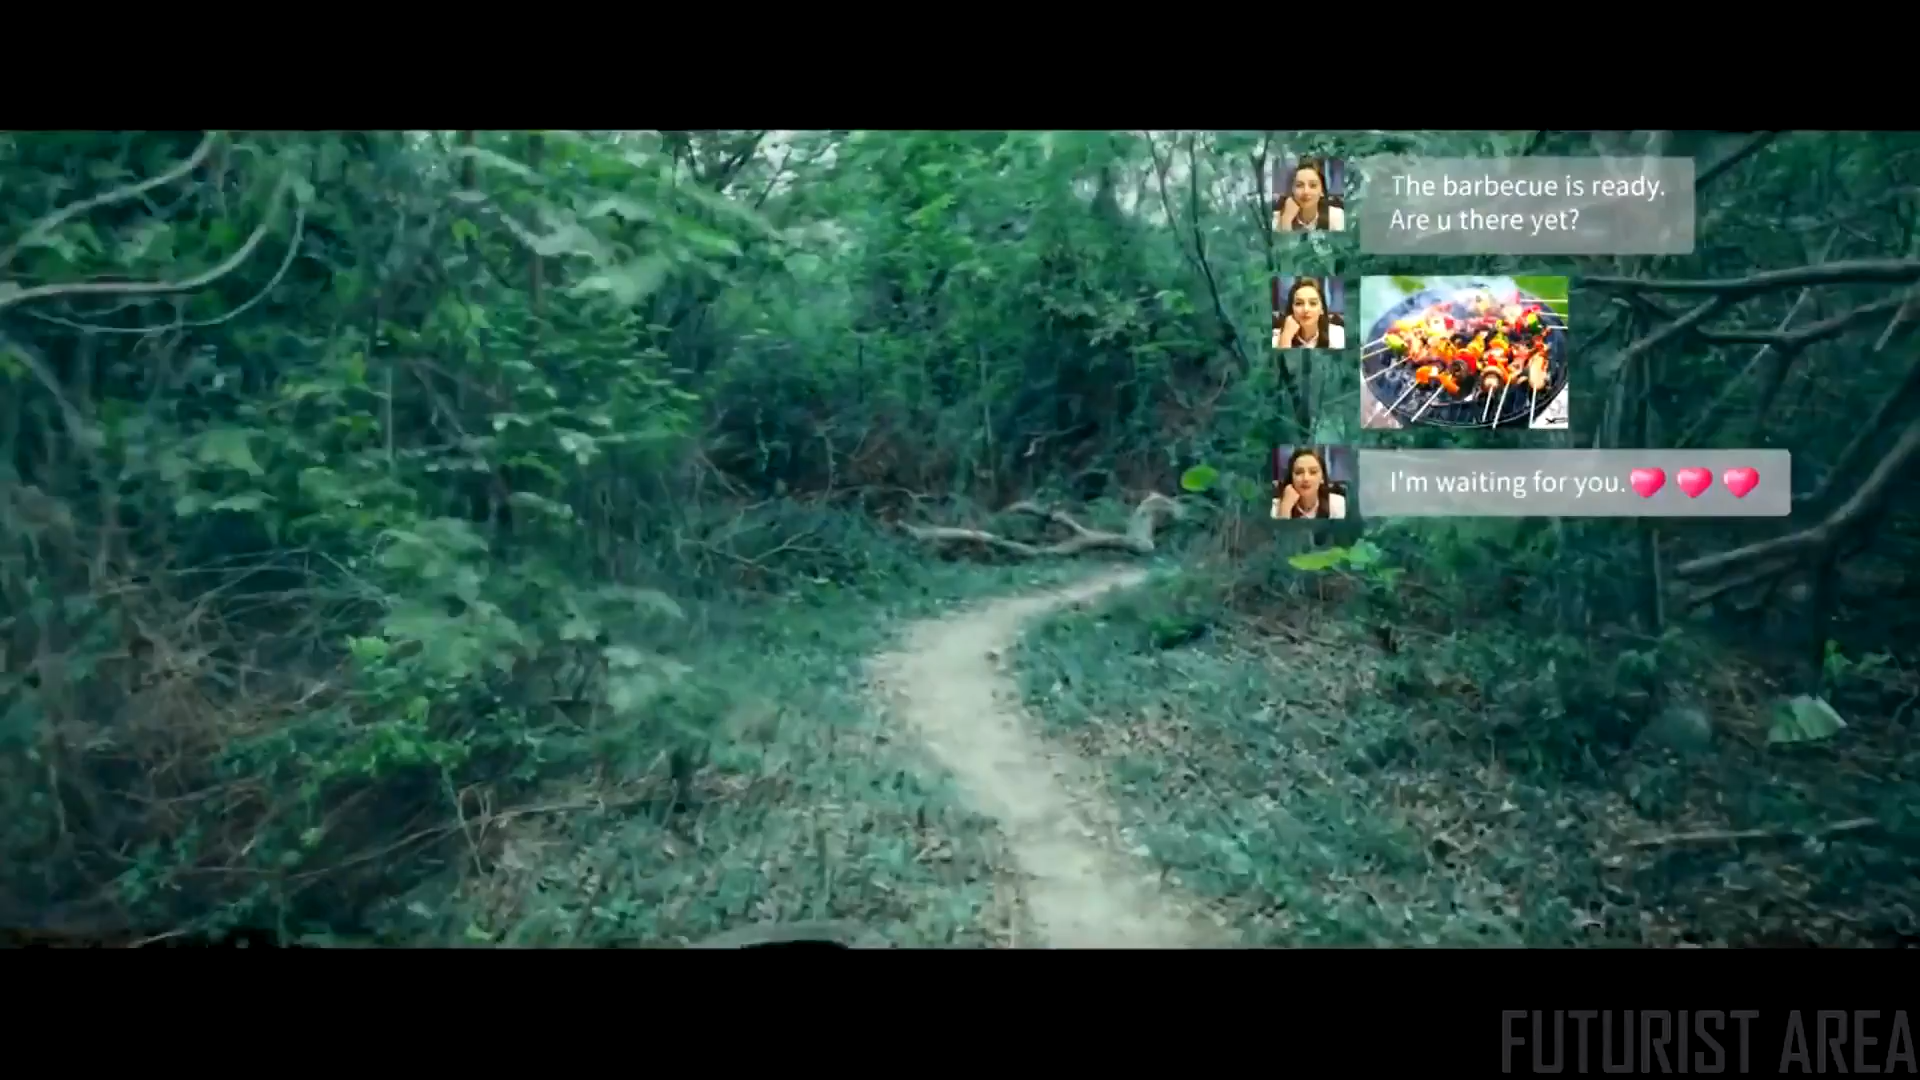 The barbecue is ready.
Are u there yet?
I'm waiting for you.
FUTURIST AREA